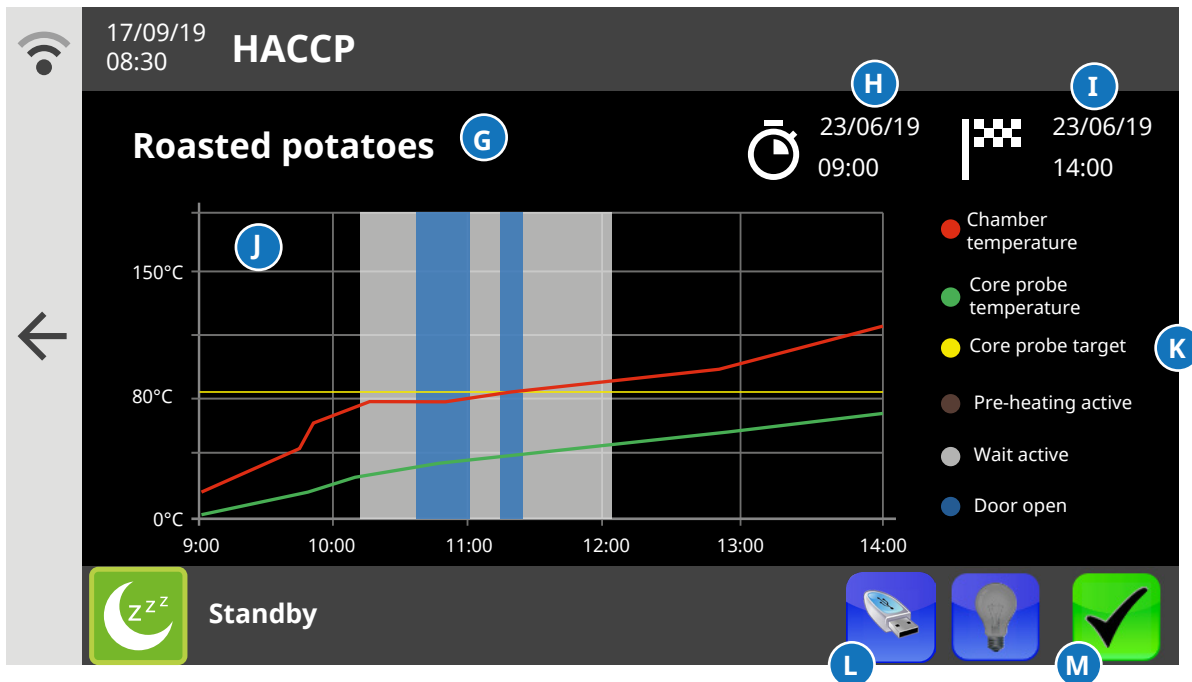 17/09/19
08:30
HACCP
H
I
Roasted potatoes
G
23/06/19
09:00
23/06/19
14:00
J
150°C
80°C
0°C
9:00 10:00 11:00 12:00 13:00 14:00
Chamber
temperature
Core probe
temperature
Core probe target
K
Pre-heating active
Wait active
Door open
zzz
Standby
L
M